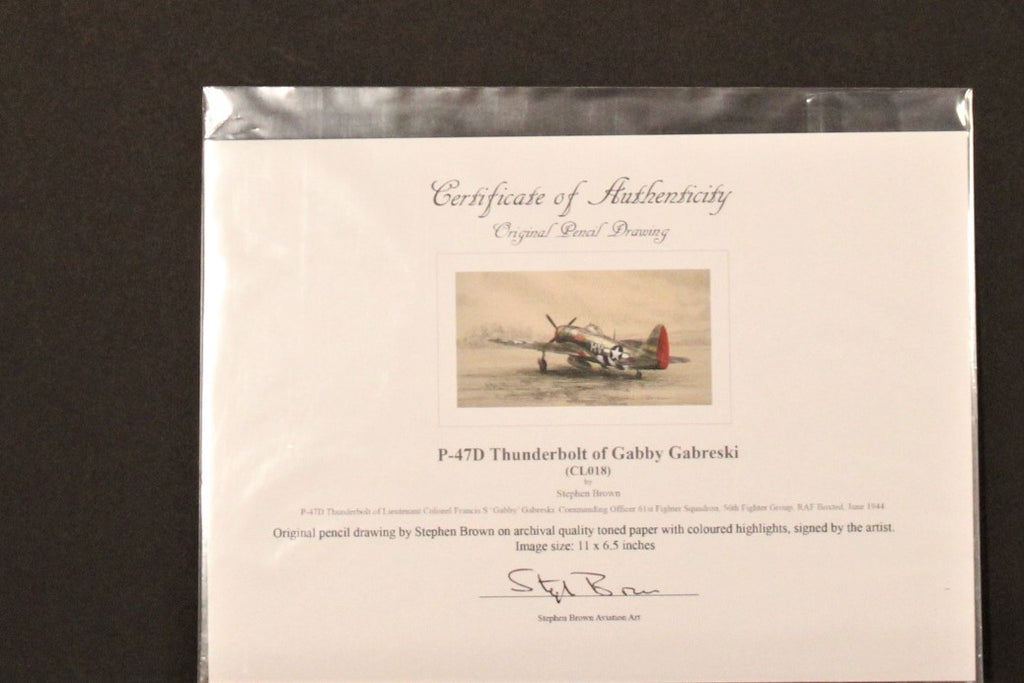 Certificate of Authenticity
Original Pencil Drawing
P-47D Thunderbolt of Gabby Gabreski
(CL018)
by
Stephen Brown
P-47D Thunderbolt of Lieutenant Colonel Francis S 'Gabby' Gabreski. Commanding Officer 61st Fighter Squadron, 56th Fighter Group, RAF Boxted, June 1944
Original pencil drawing by Stephen Brown on archival quality toned paper with coloured highlights, signed by the artist.
Image size: 11 x 6.5 inches
Stephen Brown
Stephen Brown Aviation Art